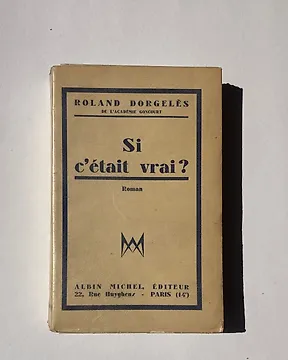 ROLAND DORGELÈS
DE L'ACADÉMIE GONCOURT
Si
c'était vrai?
Roman
ALBIN MICHEL, ÉDITEUR
22, Rue Huyghens - PARIS (14ᵉ)